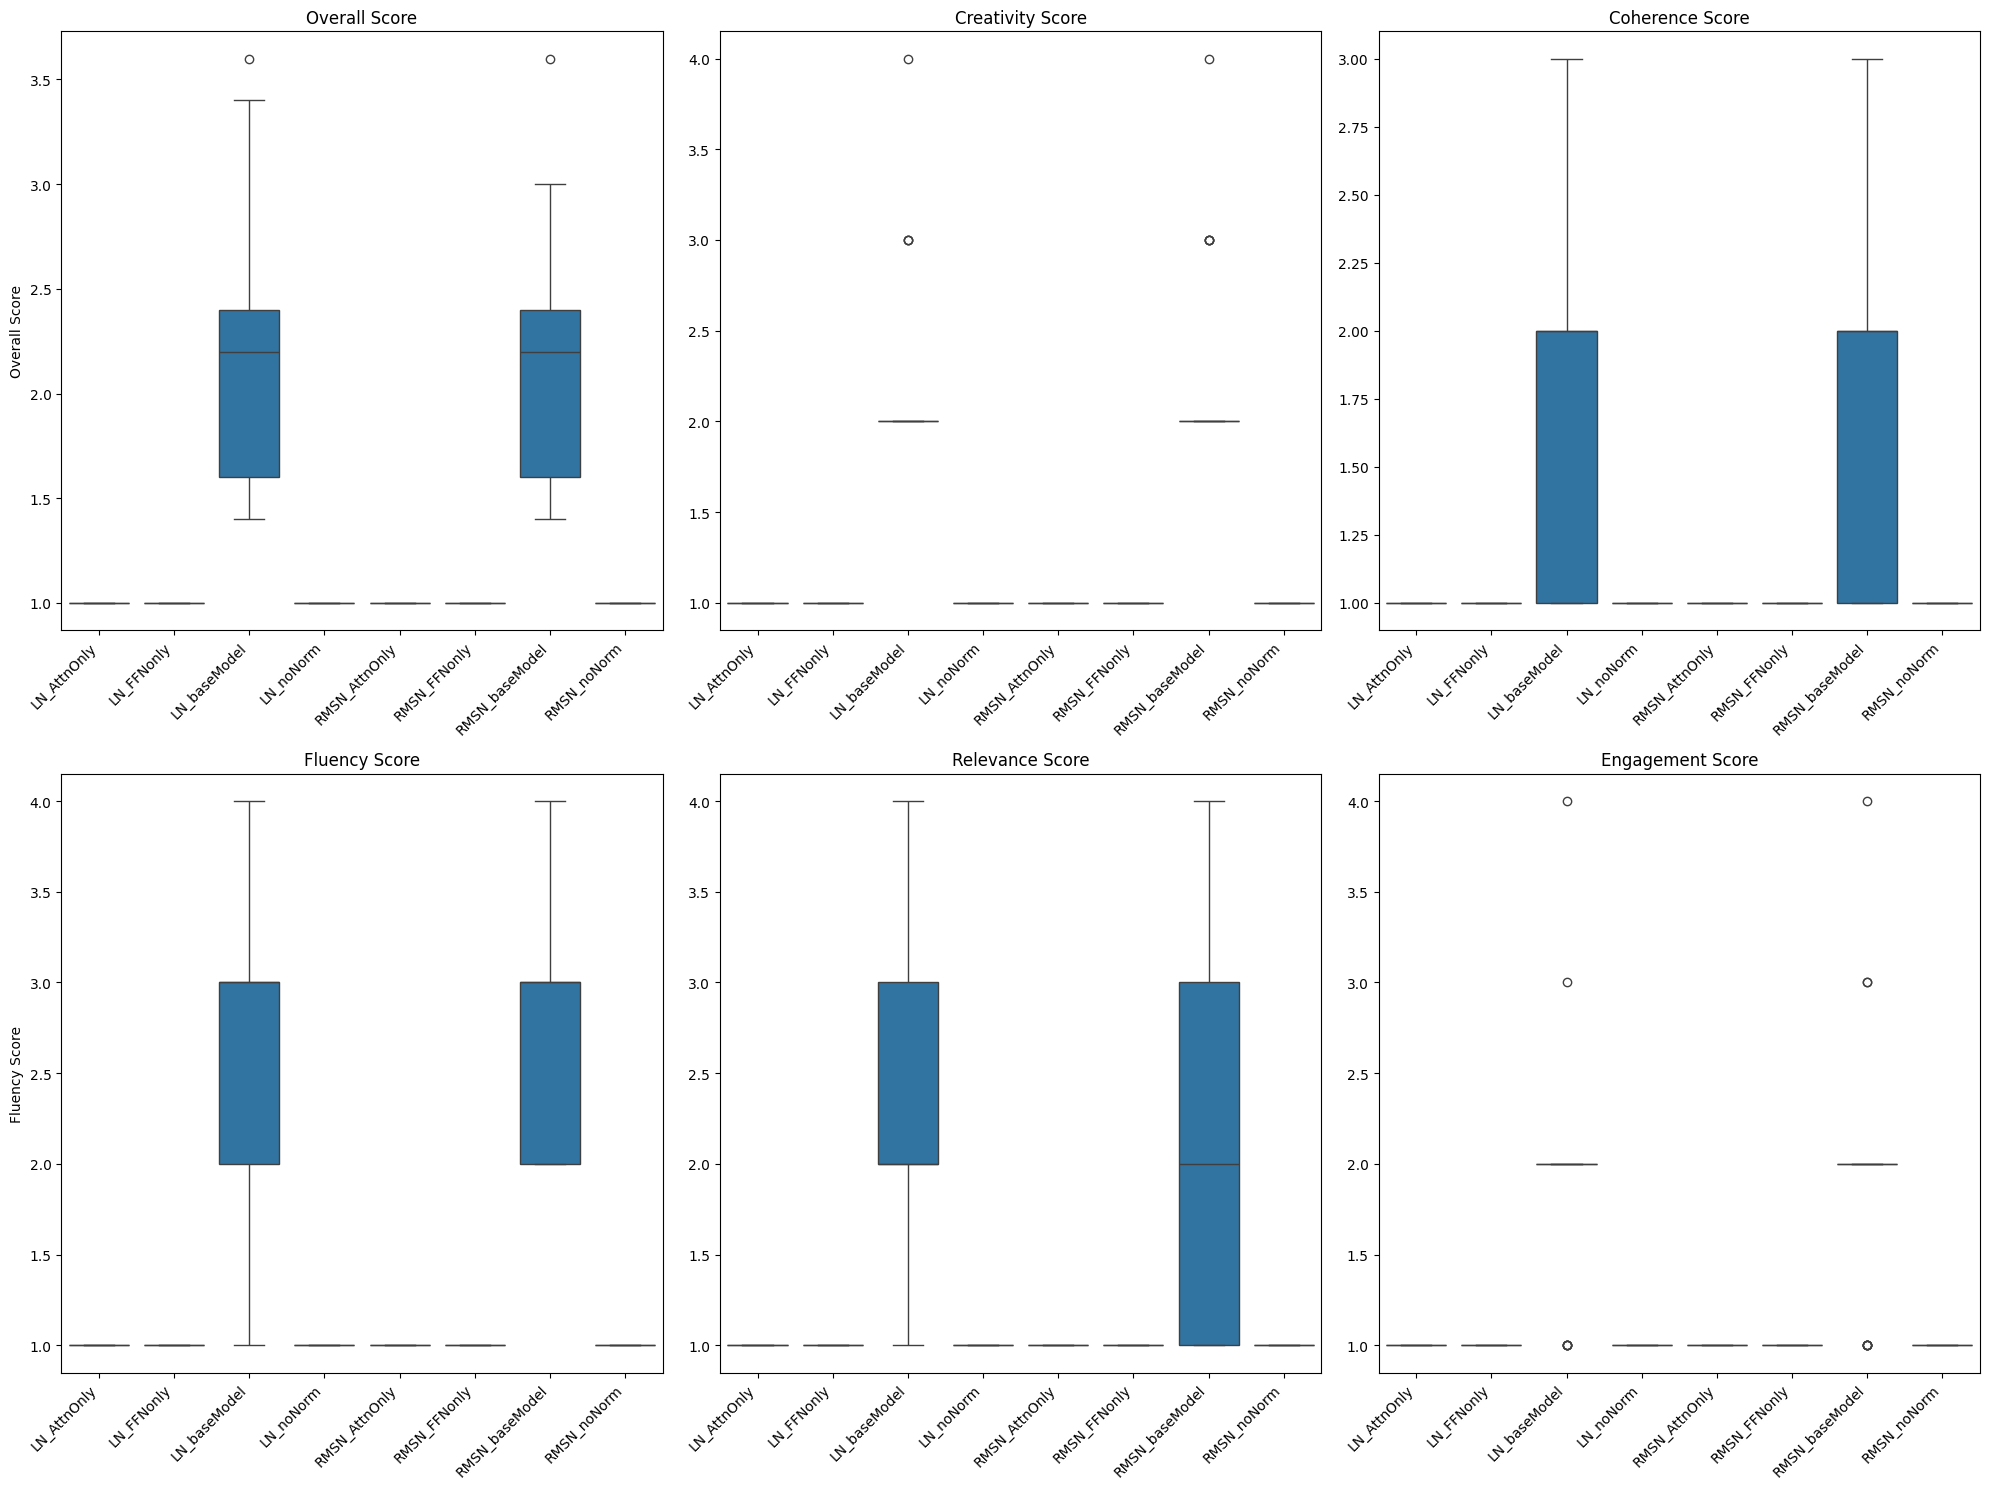 Overall Score
Creativity Score
Coherence Score
Overall Score
3.5
3.0
2.5
2.0
1.5
1.0
4.0
3.5
3.0
2.5
2.0
1.5
1.0
3.00
2.75
2.50
2.25
2.00
1.75
1.50
1.25
1.00
LN_AttnOnly
LN_FFNonly
LN_baseModel
LN_noNorm
RMSN_AttnOnly
RMSN_FFNonly
RMSN_baseModel
RMSN_noNorm
LN_AttnOnly
LN_FFNonly
LN_baseModel
LN_noNorm
RMSN_AttnOnly
RMSN_FFNonly
RMSN_baseModel
RMSN_noNorm
LN_AttnOnly
LN_FFNonly
LN_baseModel
LN_noNorm
RMSN_AttnOnly
RMSN_FFNonly
RMSN_baseModel
RMSN_noNorm
Fluency Score
Relevance Score
Engagement Score
Fluency Score
4.0
3.5
3.0
2.5
2.0
1.5
1.0
4.0
3.5
3.0
2.5
2.0
1.5
1.0
4.0
3.5
3.0
2.5
2.0
1.5
1.0
LN_AttnOnly
LN_FFNonly
LN_baseModel
LN_noNorm
RMSN_AttnOnly
RMSN_FFNonly
RMSN_baseModel
RMSN_noNorm
LN_AttnOnly
LN_FFNonly
LN_baseModel
LN_noNorm
RMSN_AttnOnly
RMSN_FFNonly
RMSN_baseModel
RMSN_noNorm
LN_AttnOnly
LN_FFNonly
LN_baseModel
LN_noNorm
RMSN_AttnOnly
RMSN_FFNonly
RMSN_baseModel
RMSN_noNorm